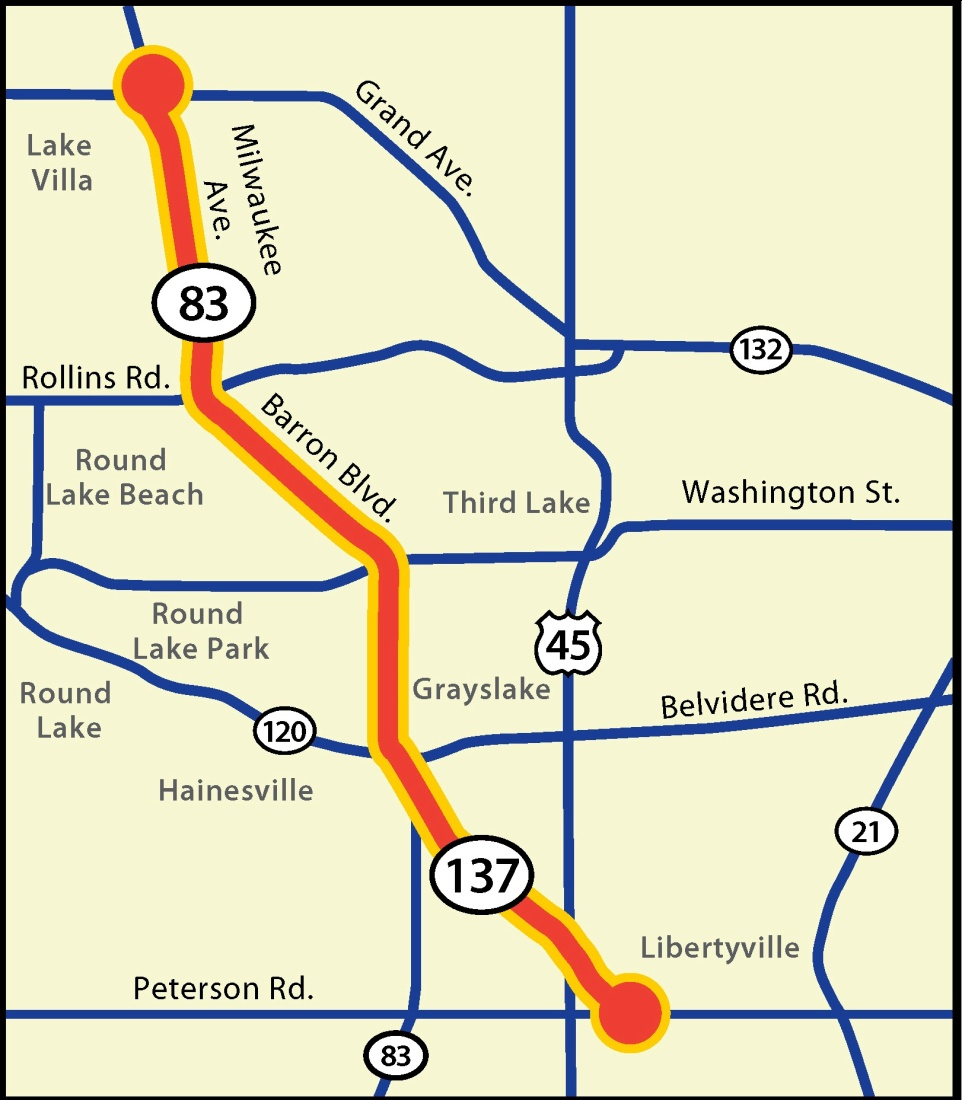 Grand Ave.
Lake
Villa
Milwaukee
Ave.
83
132
Rollins Rd.
Barron Blvd.
Round
Lake Beach
Third Lake
Washington St.
Round
Lake Park
45
Round
Lake
Grayslake
Belvidere Rd.
120
Hainesville
21
137
Libertyville
Peterson Rd.
83